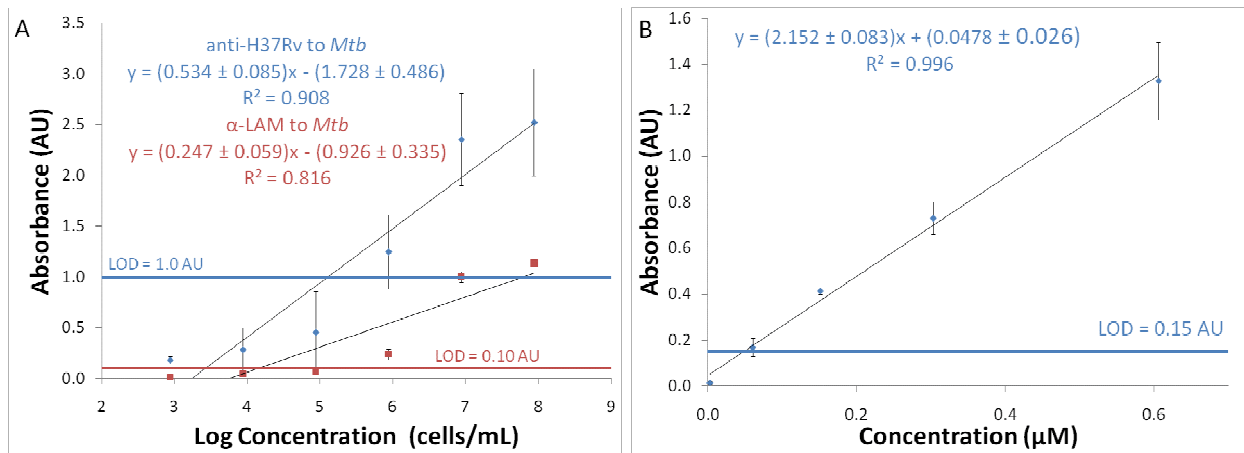 A
anti-H37Rv to Mtb
y = (0.534 ± 0.085)x - (1.728 ± 0.486)
R² = 0.908
α-LAM to Mtb
y = (0.247 ± 0.059)x - (0.926 ± 0.335)
R² = 0.816
Absorbance (AU)
3.5
3.0
2.5
2.0
1.5
1.0
0.5
0.0
LOD = 1.0 AU
LOD = 0.10 AU
2 3 4 5 6 7 8 9
Log Concentration (cells/mL)
B
y = (2.152 ± 0.083)x + (0.0478 ± 0.026)
R² = 0.996
Absorbance (AU)
1.6
1.4
1.2
1.0
0.8
0.6
0.4
0.2
0.0
LOD = 0.15 AU
0.0 0.2 0.4 0.6
Concentration (µM)